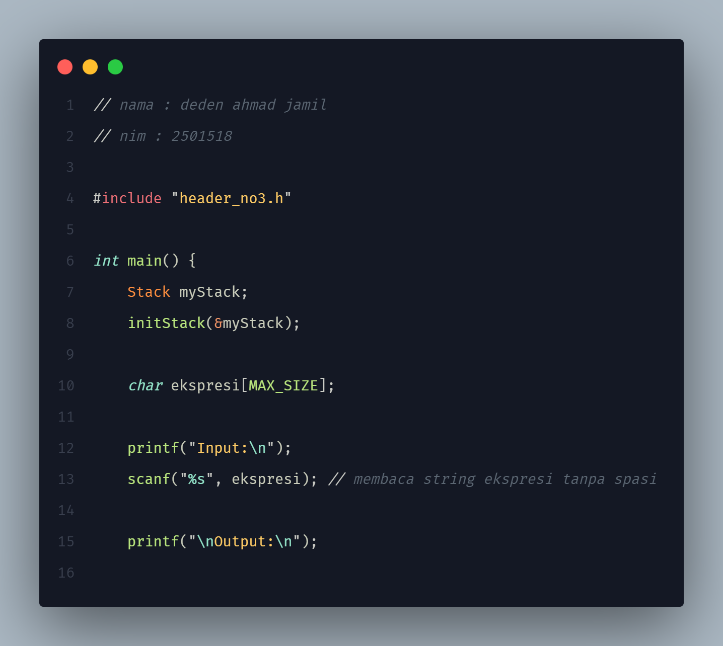 1 // nama : deden ahmad jamil
2 // nim : 2501518
3
4 #include "header_no3.h"
5
6 int main() {
7     Stack myStack;
8     initStack(&myStack);
9
10     char ekspresi[MAX_SIZE];
11
12     printf("Input:\n");
13     scanf("%s", ekspresi); // membaca string ekspresi tanpa spasi
14
15     printf("\nOutput:\n");
16